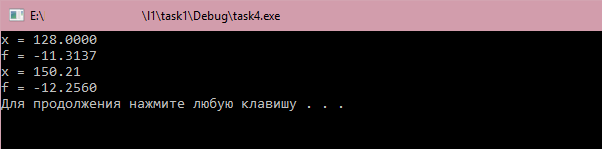 E:\ \l1\task1\Debug\task4.exe
x = 128.0000
f = -11.3137
x = 150.21
f = -12.2560
Для продолжения нажмите любую клавишу . . .